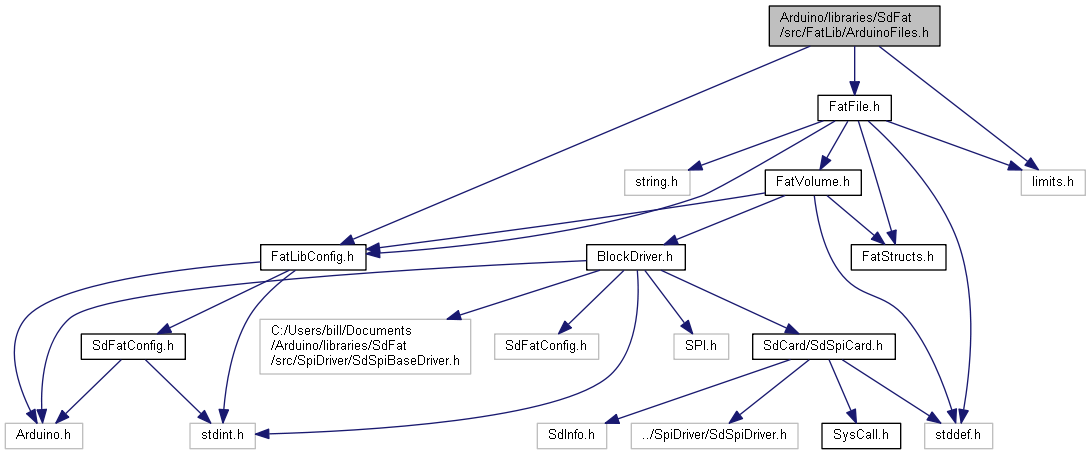 Arduino/libraries/SdFat
/src/FatLib/ArduinoFiles.h
FatFile.h
string.h
FatVolume.h
limits.h
FatLibConfig.h
BlockDriver.h
FatStructs.h
SdFatConfig.h
C:/Users/bill/Documents
/Arduino/libraries/SdFat
/src/SpiDriver/SdSpiBaseDriver.h
SdFatConfig.h
SPI.h
SdCard/SdSpiCard.h
Arduino.h
stdint.h
SdInfo.h
../SpiDriver/SdSpiDriver.h
SysCall.h
stddef.h